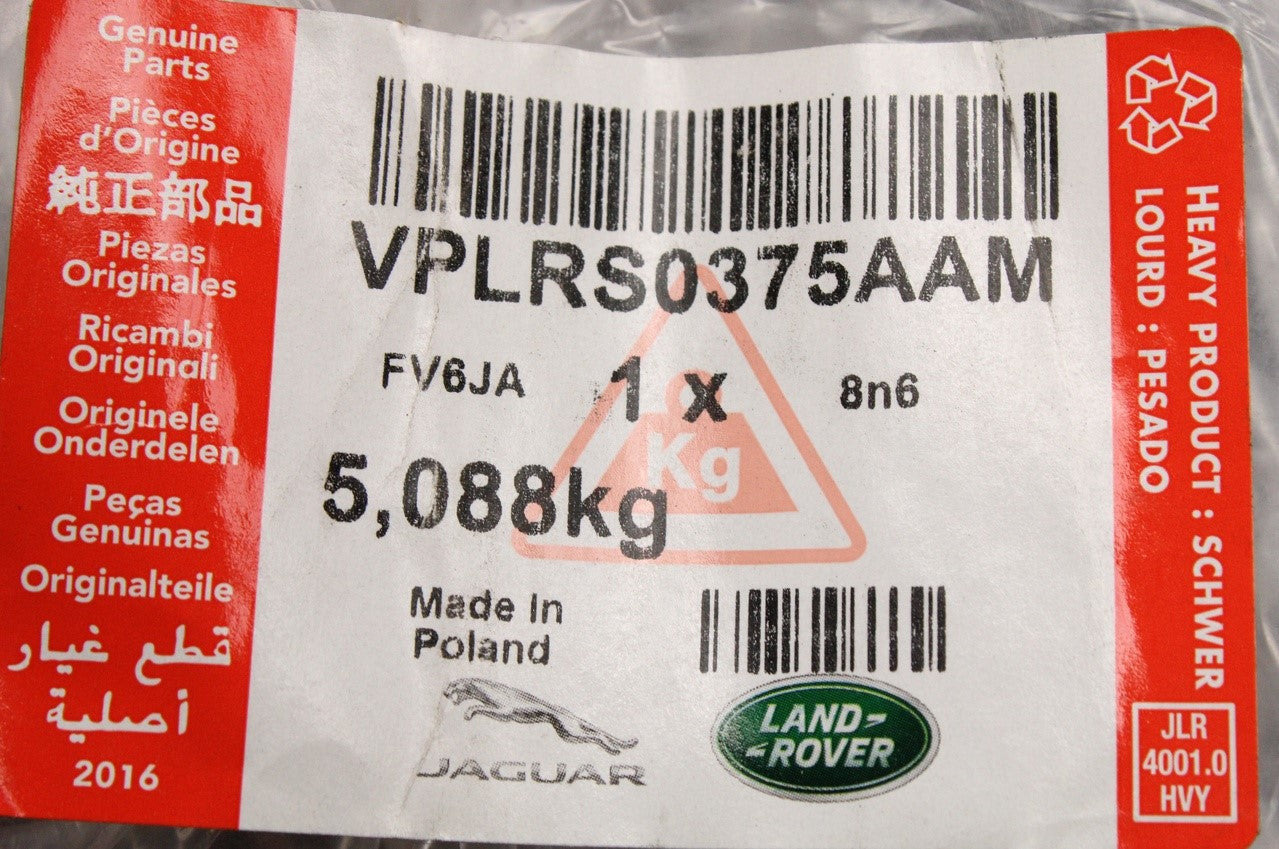 Genuine
Parts
Pièces
d'Origine
純正部品
Piezas
Originales
Ricambi
Originali
Originele
Onderdelen
Peças
Genuinas
Originalteile
قطع غيار
أصلية
2016
VPLRS0375AAM
FV6JA
1 x
8n6
Kg
5,088kg
Made In
Poland
JAGUAR
LAND-
-ROVER
HEAVY PRODUCT : SCHWER
LOURD : PESADO
JLR
4001.0
HVY